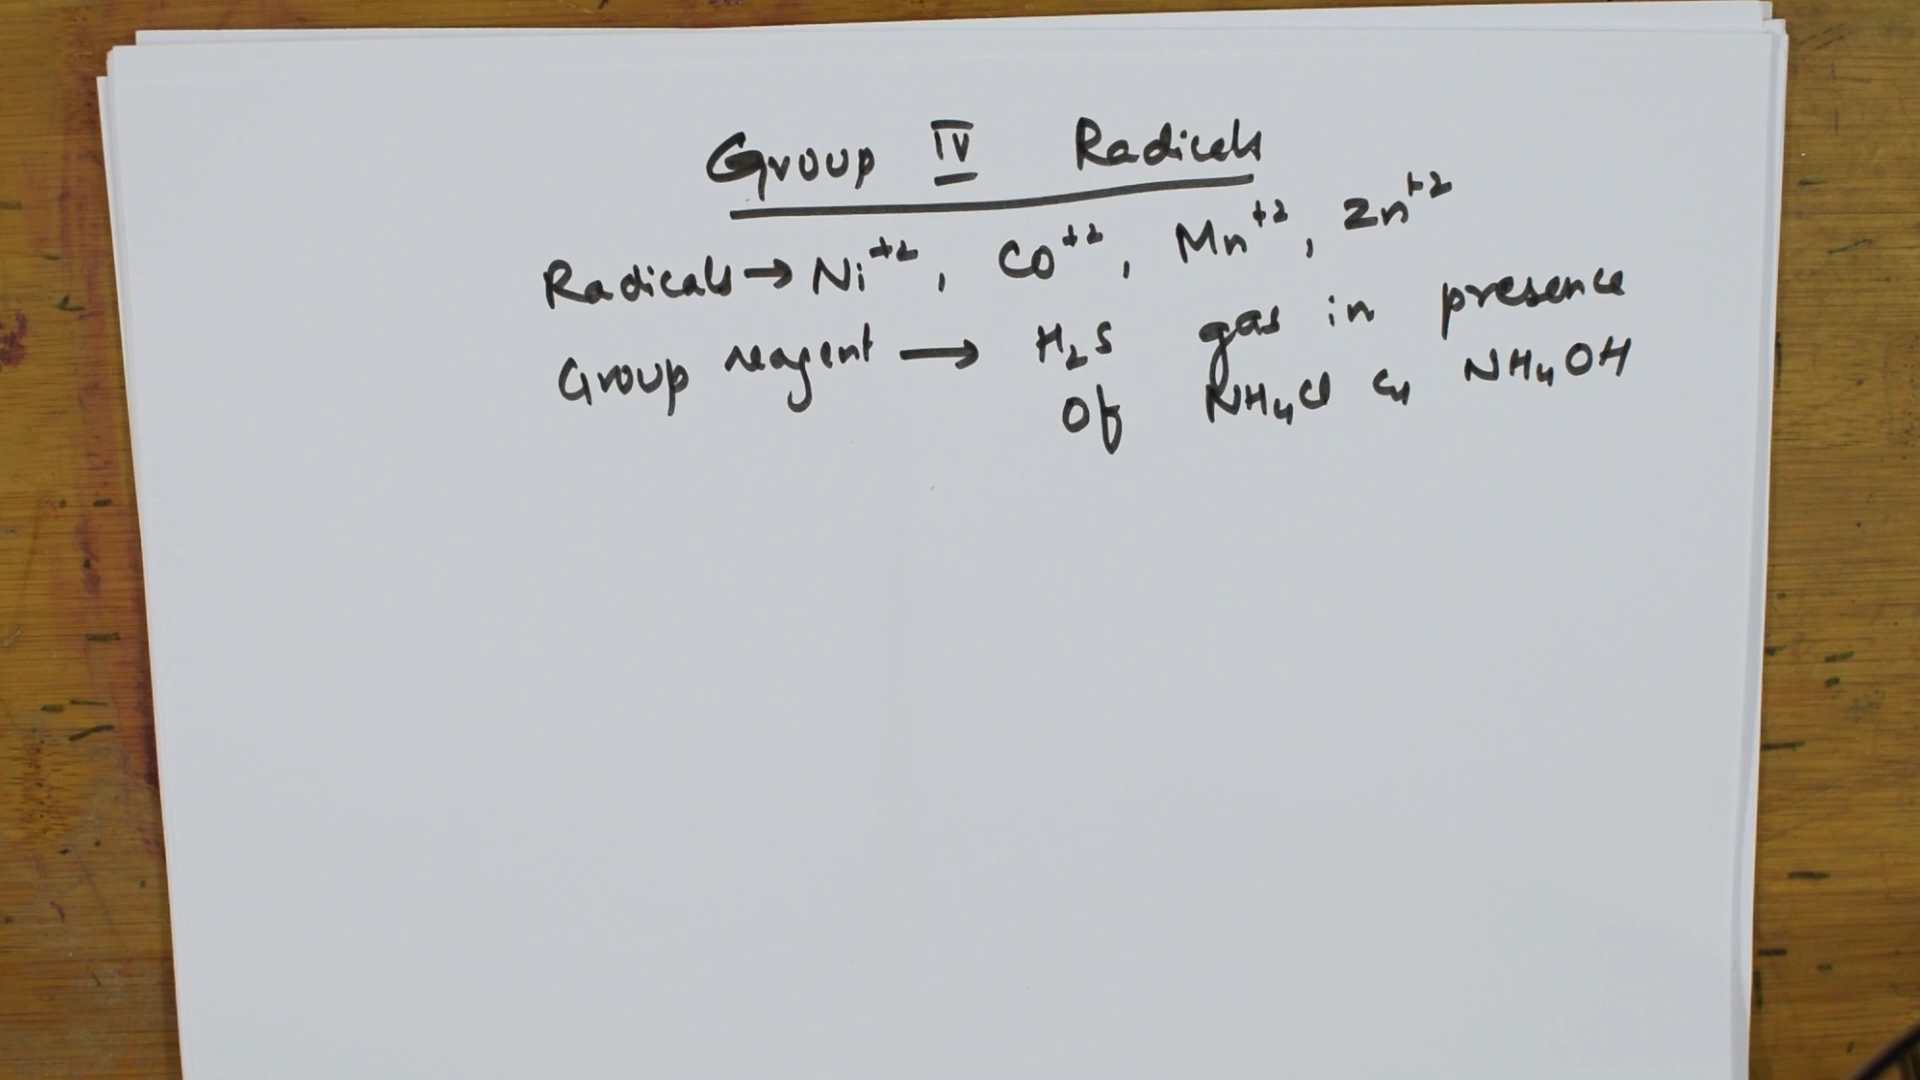 Group IV Radicals
Radicals → Ni⁺², Co⁺², Mn⁺², Zn⁺²
Group reagent → H₂S gas in presence
of NH₄Cl & NH₄OH